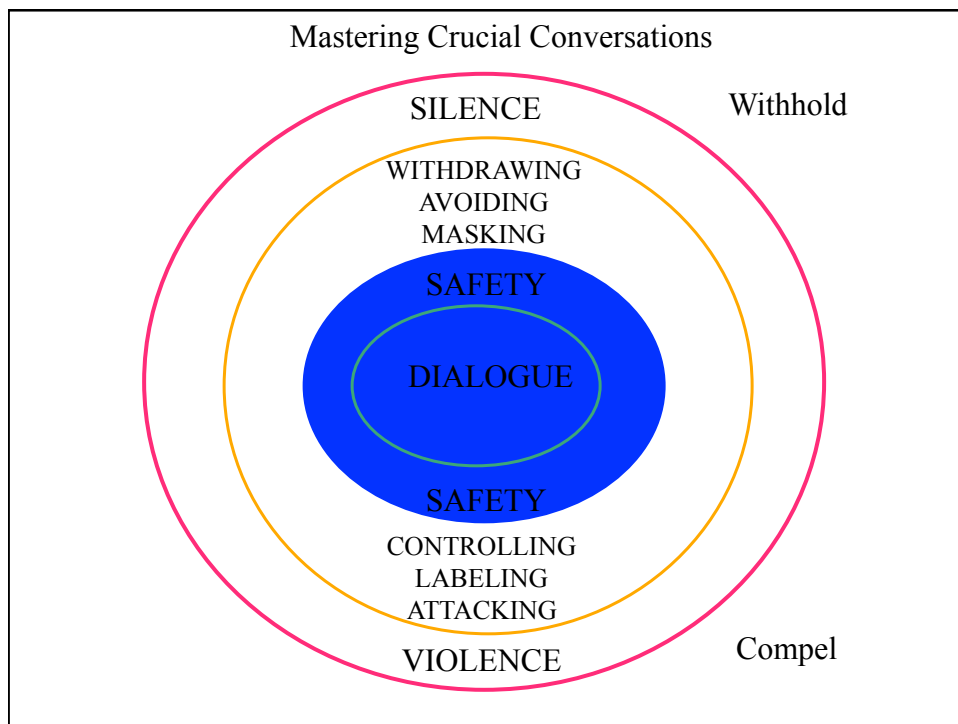 Mastering Crucial Conversations
SILENCE
Withhold
WITHDRAWING
AVOIDING
MASKING
SAFETY
DIALOGUE
SAFETY
CONTROLLING
LABELING
ATTACKING
VIOLENCE
Compel